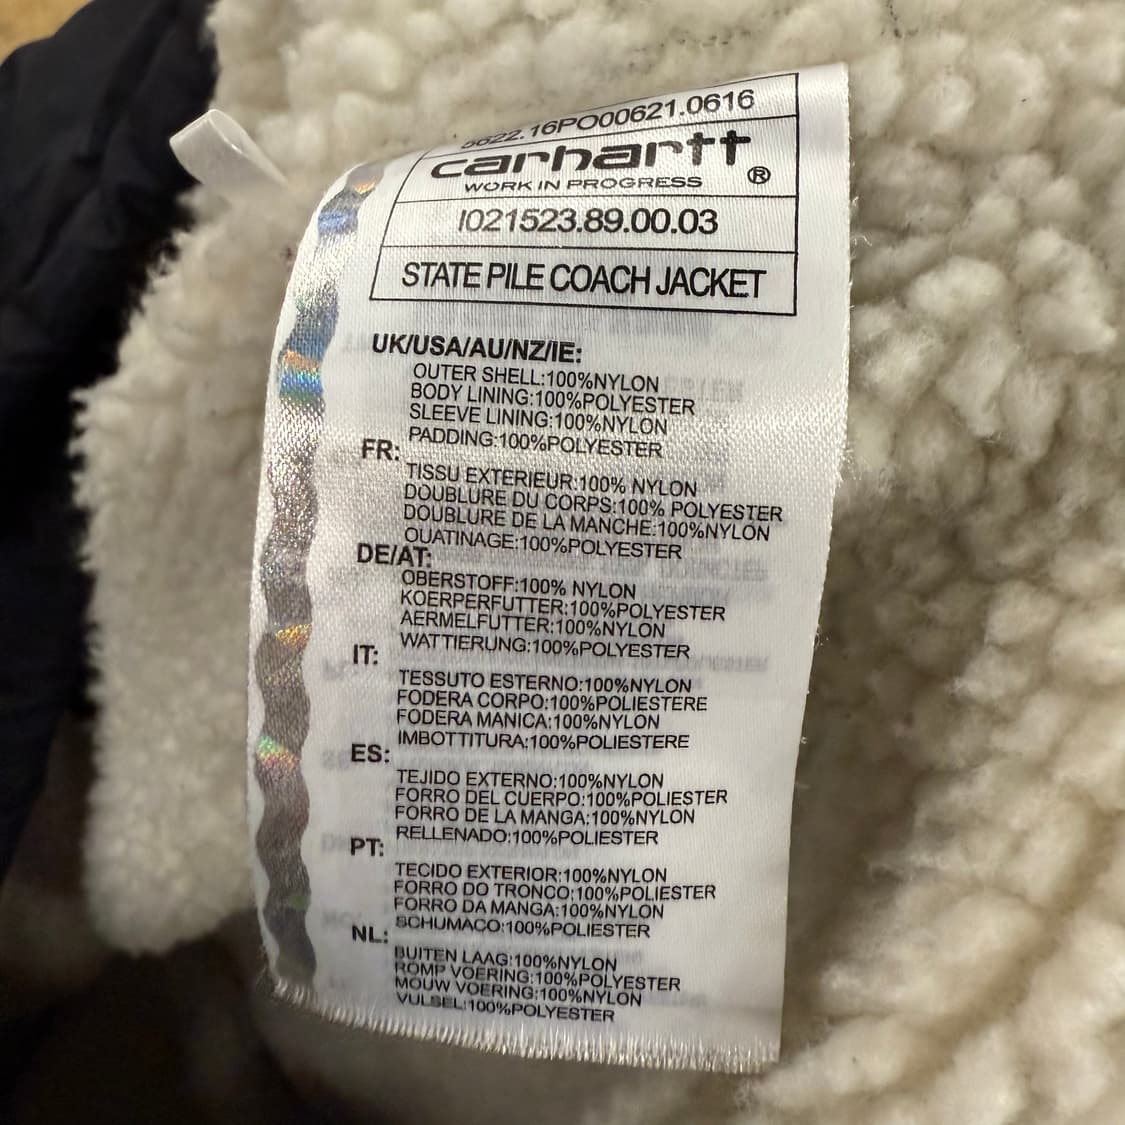 5622.16PO00621.0616
carhartt ®
WORK IN PROGRESS
I021523.89.00.03
STATE PILE COACH JACKET
UK/USA/AU/NZ/IE:
OUTER SHELL:100%NYLON
BODY LINING:100%POLYESTER
SLEEVE LINING:100%NYLON
PADDING:100%POLYESTER
FR:
TISSU EXTERIEUR:100% NYLON
DOUBLURE DU CORPS:100% POLYESTER
DOUBLURE DE LA MANCHE:100%NYLON
OUATINAGE:100%POLYESTER
DE/AT:
OBERSTOFF:100% NYLON
KOERPERFUTTER:100%POLYESTER
AERMELFUTTER:100%NYLON
WATTIERUNG:100%POLYESTER
IT:
TESSUTO ESTERNO:100%NYLON
FODERA CORPO:100%POLIESTERE
FODERA MANICA:100%NYLON
IMBOTTITURA:100%POLIESTERE
ES:
TEJIDO EXTERNO:100%NYLON
FORRO DEL CUERPO:100%POLIESTER
FORRO DE LA MANGA:100%NYLON
RELLENADO:100%POLIESTER
PT:
TECIDO EXTERIOR:100%NYLON
FORRO DO TRONCO:100%POLIESTER
FORRO DA MANGA:100%NYLON
SCHUMACO:100%POLIESTER
NL:
BUITEN LAAG:100%NYLON
ROMP VOERING:100%POLYESTER
MOUW VOERING:100%NYLON
VULSEL:100%POLYESTER